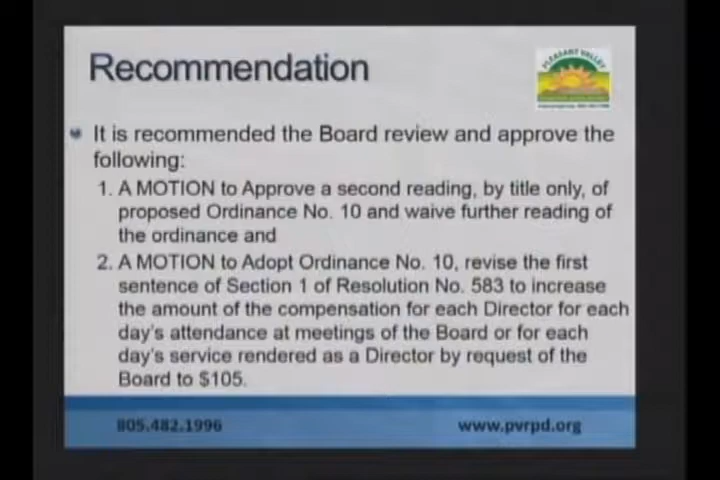 Recommendation
PLEASANT VALLEY
It is recommended the Board review and approve the
following:
1. A MOTION to Approve a second reading, by title only, of
proposed Ordinance No. 10 and waive further reading of
the ordinance and
2. A MOTION to Adopt Ordinance No. 10, revise the first
sentence of Section 1 of Resolution No. 583 to increase
the amount of the compensation for each Director for each
day's attendance at meetings of the Board or for each
day's service rendered as a Director by request of the
Board to $105.
805.482.1996
www.pvrpd.org